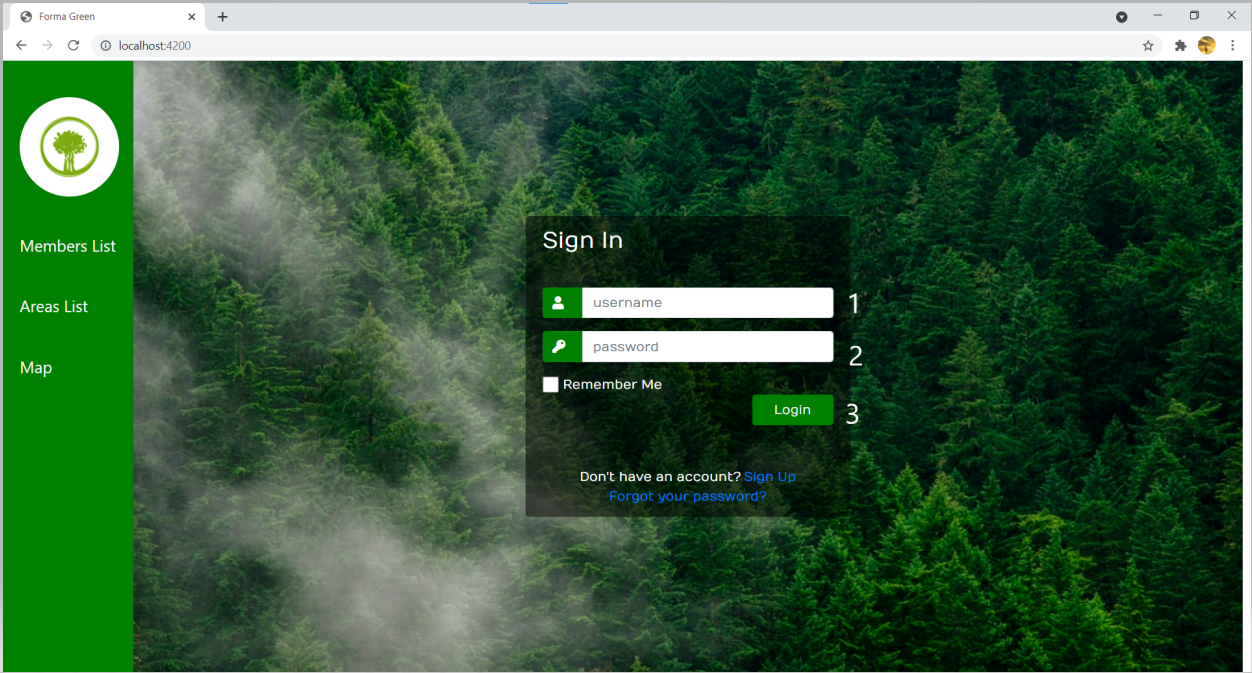 Forma Green
localhost:4200
Members List
Areas List
Map
Sign In
username 1
password 2
Remember Me
Login 3
Don't have an account? Sign Up
Forgot your password?